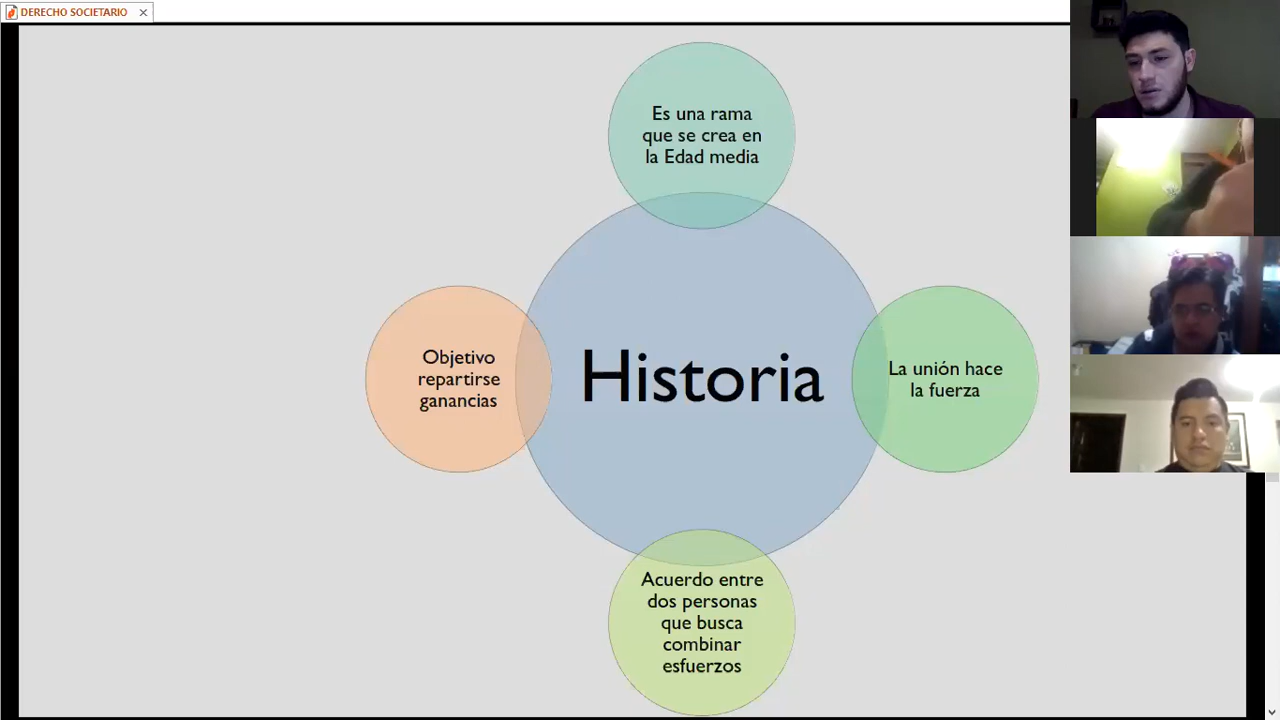 DERECHO SOCIETARIO
Es una rama
que se crea en
la Edad media
Objetivo
repartirse
ganancias
Historia
La unión hace
la fuerza
Acuerdo entre
dos personas
que busca
combinar
esfuerzos